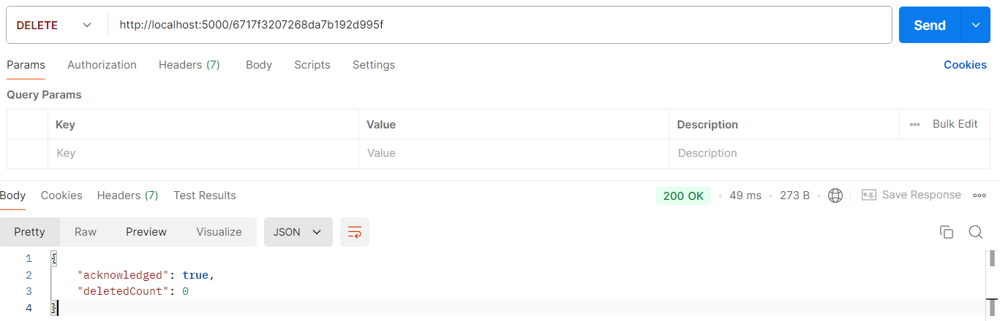 DELETE http://localhost:5000/6717f3207268da7b192d995f Send
Params Authorization Headers (7) Body Scripts Settings Cookies
Query Params
Key Value Description Bulk Edit
Key Value Description
Body Cookies Headers (7) Test Results 200 OK 49 ms 273 B e.g. Save Response
Pretty Raw Preview Visualize JSON
1 {
2 "acknowledged": true,
3 "deletedCount": 0
4 }